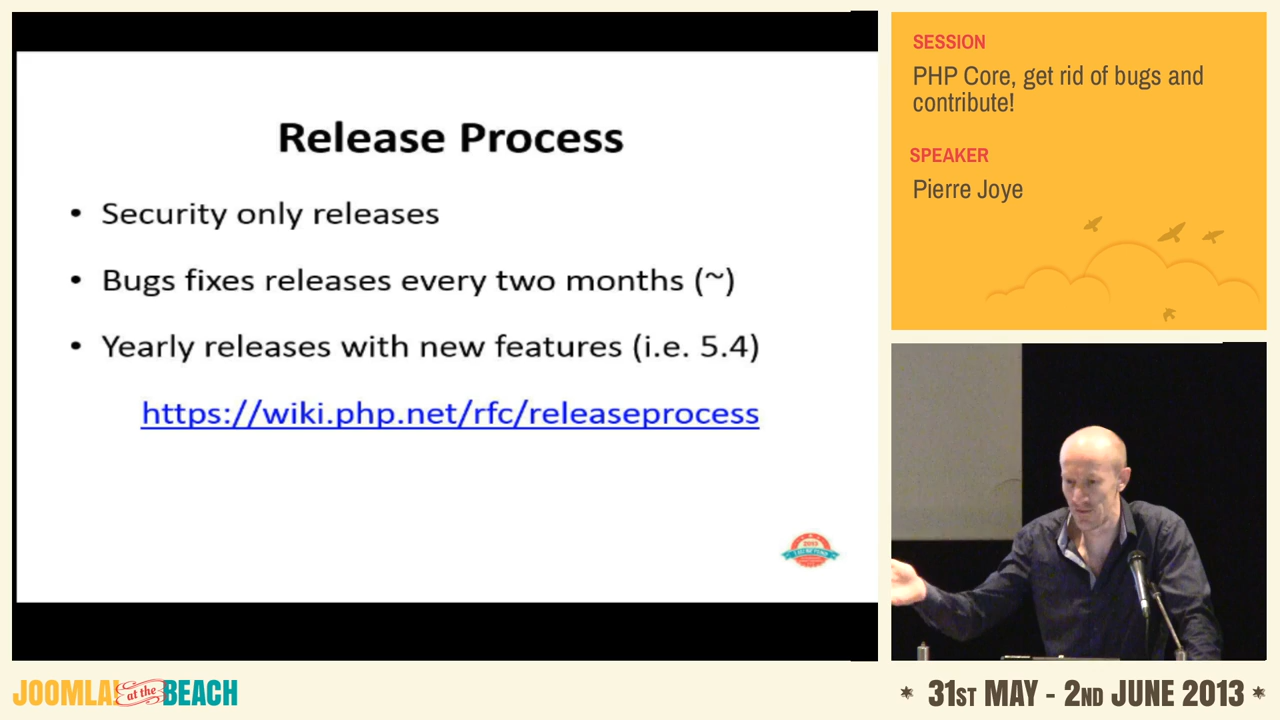 Release Process
• Security only releases
• Bugs fixes releases every two months (~)
• Yearly releases with new features (i.e. 5.4)
https://wiki.php.net/rfc/releaseprocess
SESSION
PHP Core, get rid of bugs and
contribute!
SPEAKER
Pierre Joye
JOOMLA! at the BEACH
* 31ST MAY - 2ND JUNE 2013 *